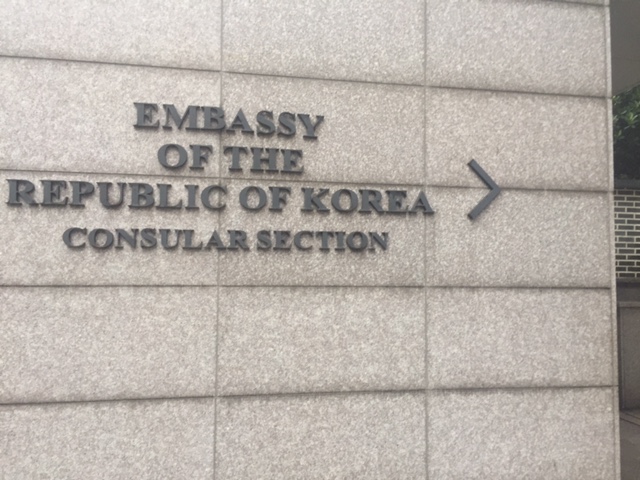 EMBASSY
OF THE
REPUBLIC OF KOREA
CONSULAR SECTION